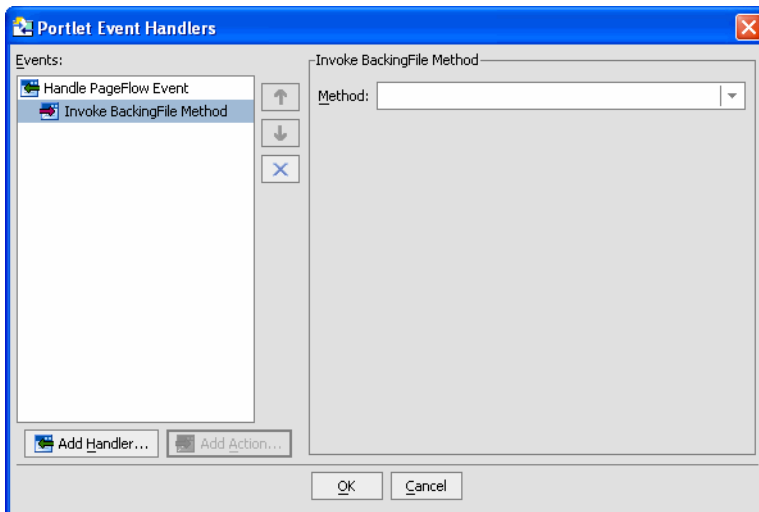 Portlet Event Handlers
Events:
Handle PageFlow Event
Invoke BackingFile Method
Invoke BackingFile Method
Method:
Add Handler...
Add Action...
OK
Cancel